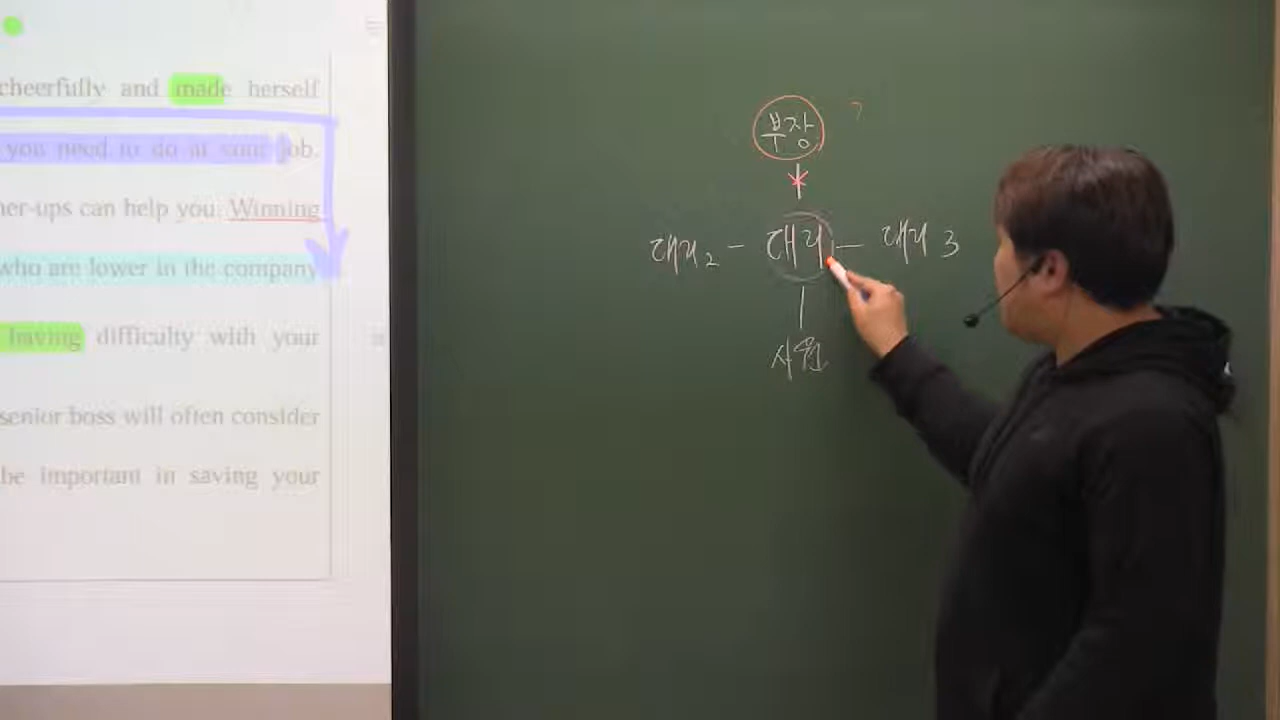 cheerfully and made herself
you need to do at your job.
ner-ups can help you. Winning
who are lower in the company
having difficulty with your
senior boss will often consider
be important in saving your
부장 ?
대리2 - 대리 - 대리3
사원